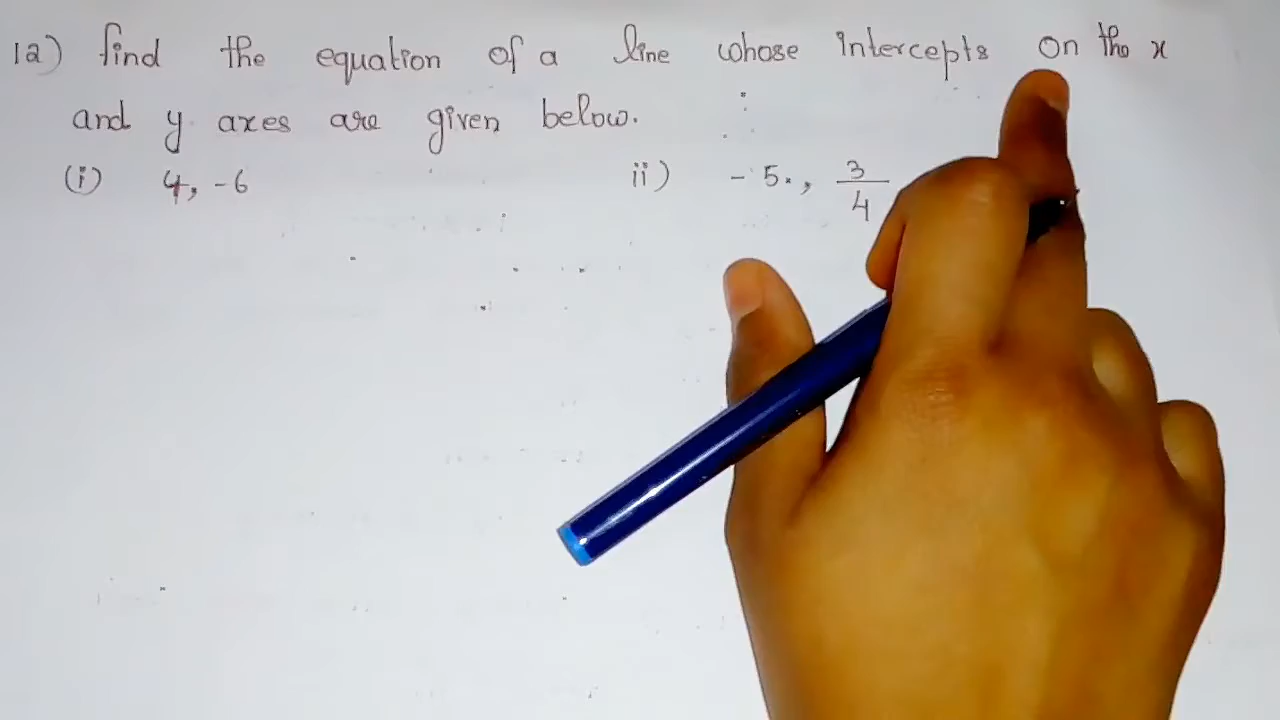 12) find the equation of a line whose intercepts on the x
and y axes are given below.
(i) 4, -6 ii) -5., 3/4